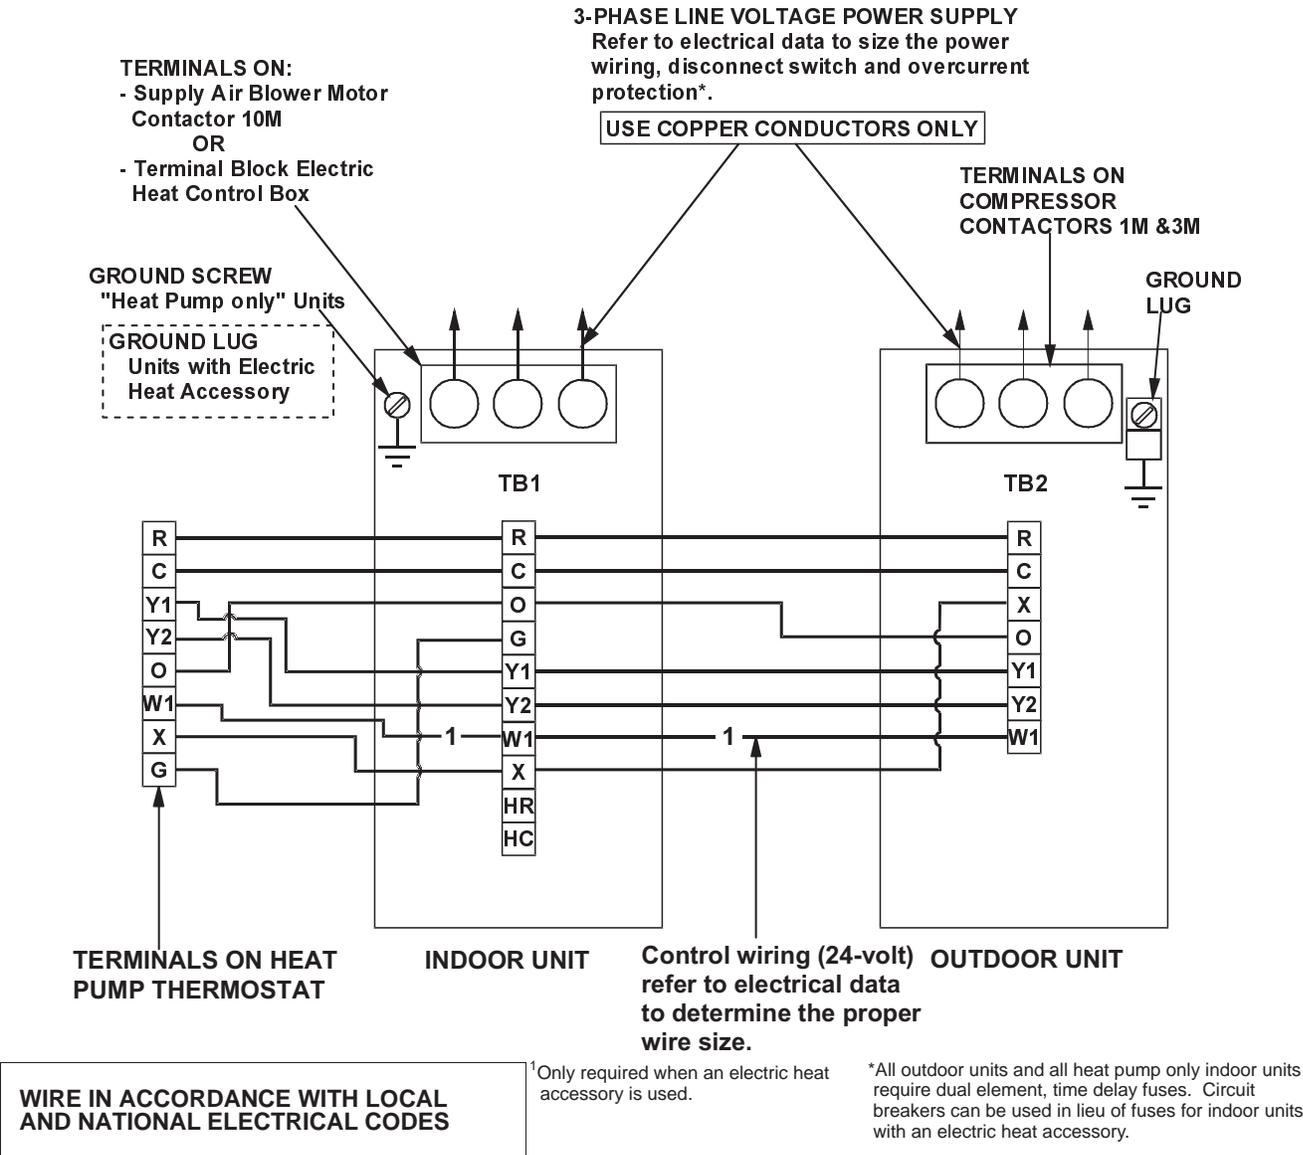 3-PHASE LINE VOLTAGE POWER SUPPLY
Refer to electrical data to size the power
wiring, disconnect switch and overcurrent
protection*.
USE COPPER CONDUCTORS ONLY
TERMINALS ON:
- Supply Air Blower Motor
Contactor 10M
OR
- Terminal Block Electric
Heat Control Box
TERMINALS ON
COMPRESSOR
CONTACTORS 1M &3M
GROUND SCREW
"Heat Pump only" Units
GROUND LUG
Units with Electric
Heat Accessory
GROUND
LUG
TB1
TB2
R
C
Y1
Y2
O
W1
X
G
R
C
O
G
Y1
Y2
W1
X
HR
HC
R
C
X
O
Y1
Y2
W1
1
1
TERMINALS ON HEAT
PUMP THERMOSTAT
INDOOR UNIT
Control wiring (24-volt)
refer to electrical data
to determine the proper
wire size.
OUTDOOR UNIT
WIRE IN ACCORDANCE WITH LOCAL
AND NATIONAL ELECTRICAL CODES
1Only required when an electric heat
accessory is used.
*All outdoor units and all heat pump only indoor units
require dual element, time delay fuses. Circuit
breakers can be used in lieu of fuses for indoor units
with an electric heat accessory.